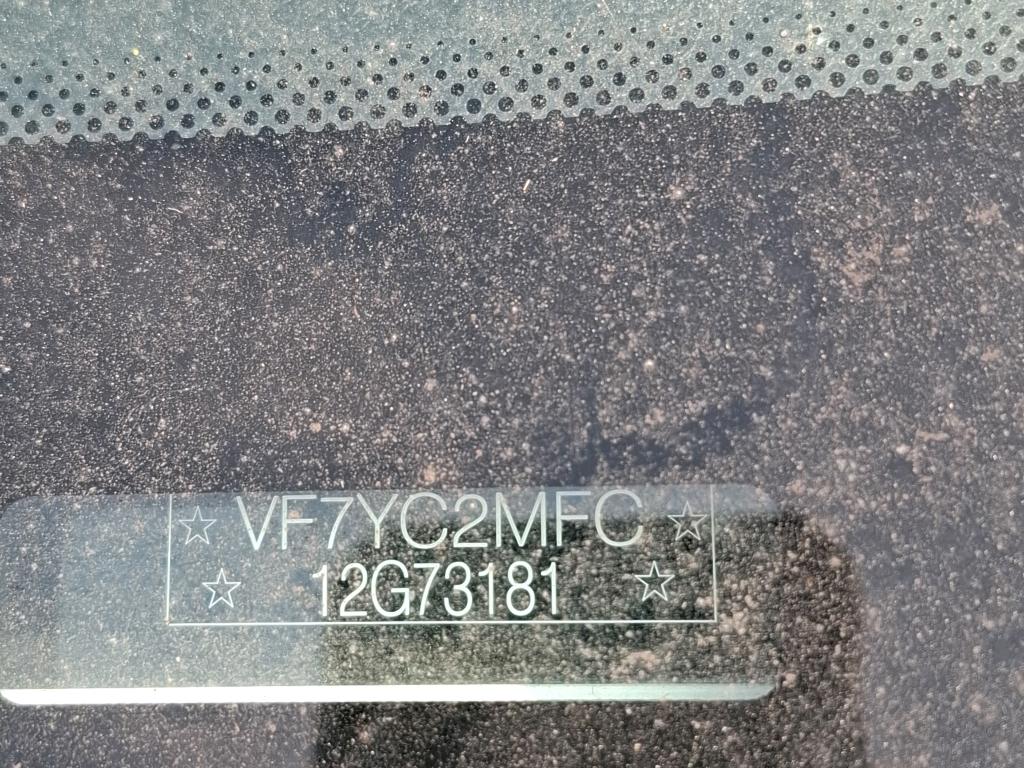 ☆ VF7YC2MFC ☆
☆ 12G73181 ☆